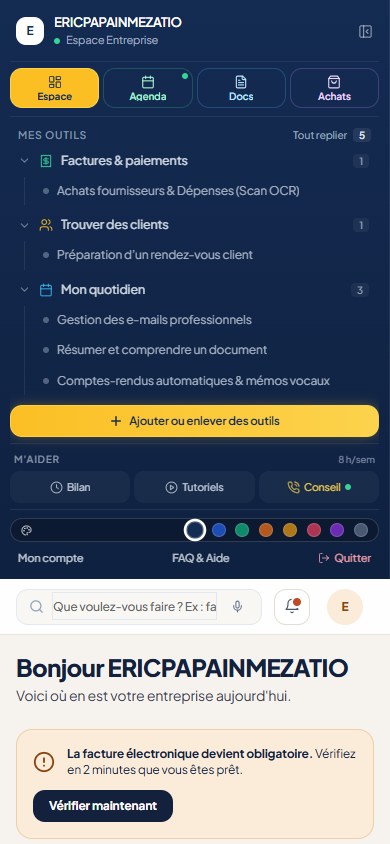 E
ERICPAPAINMEZATIO
Espace Entreprise
Espace
Agenda
Docs
Achats
MES OUTILS
Tout replier 5
Factures & paiements 1
Achats fournisseurs & Dépenses (Scan OCR)
Trouver des clients 1
Préparation d'un rendez-vous client
Mon quotidien 3
Gestion des e-mails professionnels
Résumer et comprendre un document
Comptes-rendus automatiques & mémos vocaux
+ Ajouter ou enlever des outils
M'AIDER
8 h/sem
Bilan
Tutoriels
Conseil
Mon compte
FAQ & Aide
Quitter
Que voulez-vous faire ? Ex : fa
E
Bonjour ERICPAPAINMEZATIO
Voici où en est votre entreprise aujourd'hui.
La facture électronique devient obligatoire. Vérifiez
en 2 minutes que vous êtes prêt.
Vérifier maintenant